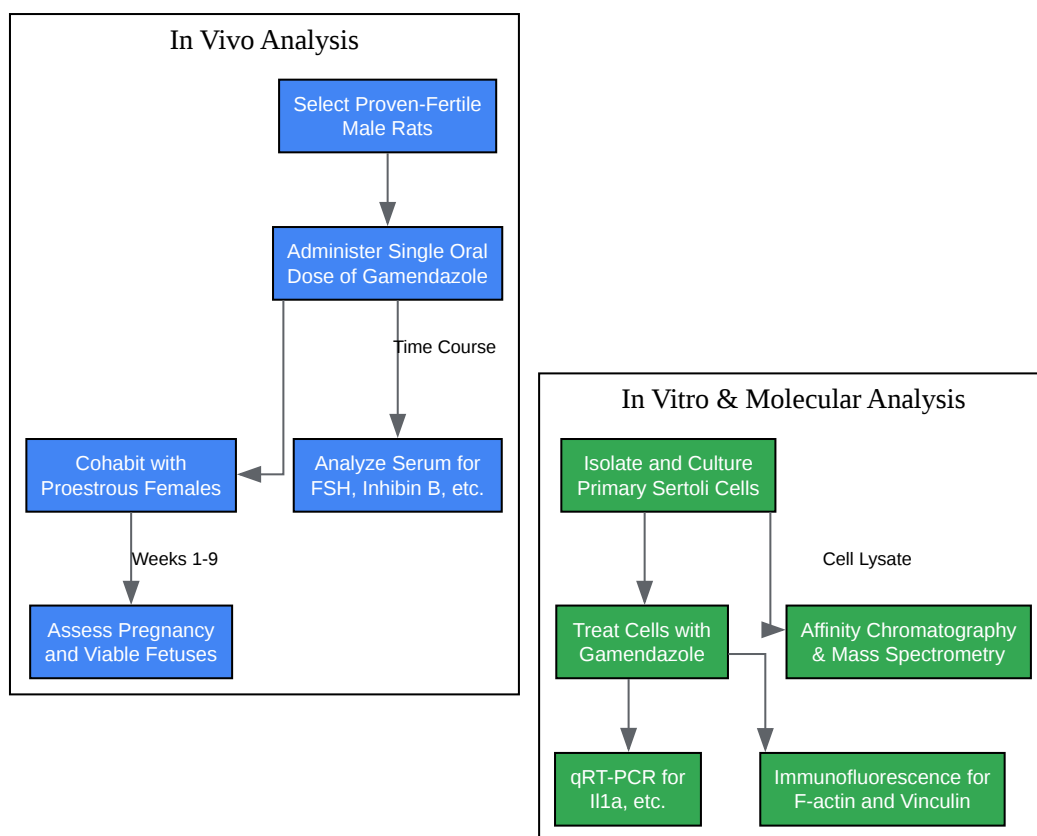 In Vivo Analysis
Select Proven-Fertile
Male Rats
Administer Single Oral
Dose of Gamendazole
Time Course
Cohabit with
Proestrous Females
Analyze Serum for
FSH, Inhibin B, etc.
Weeks 1-9
Assess Pregnancy
and Viable Fetuses
In Vitro & Molecular Analysis
Isolate and Culture
Primary Sertoli Cells
Cell Lysate
Treat Cells with
Gamendazole
Affinity Chromatography
& Mass Spectrometry
qRT-PCR for
Il1a, etc.
Immunofluorescence for
F-actin and Vinculin